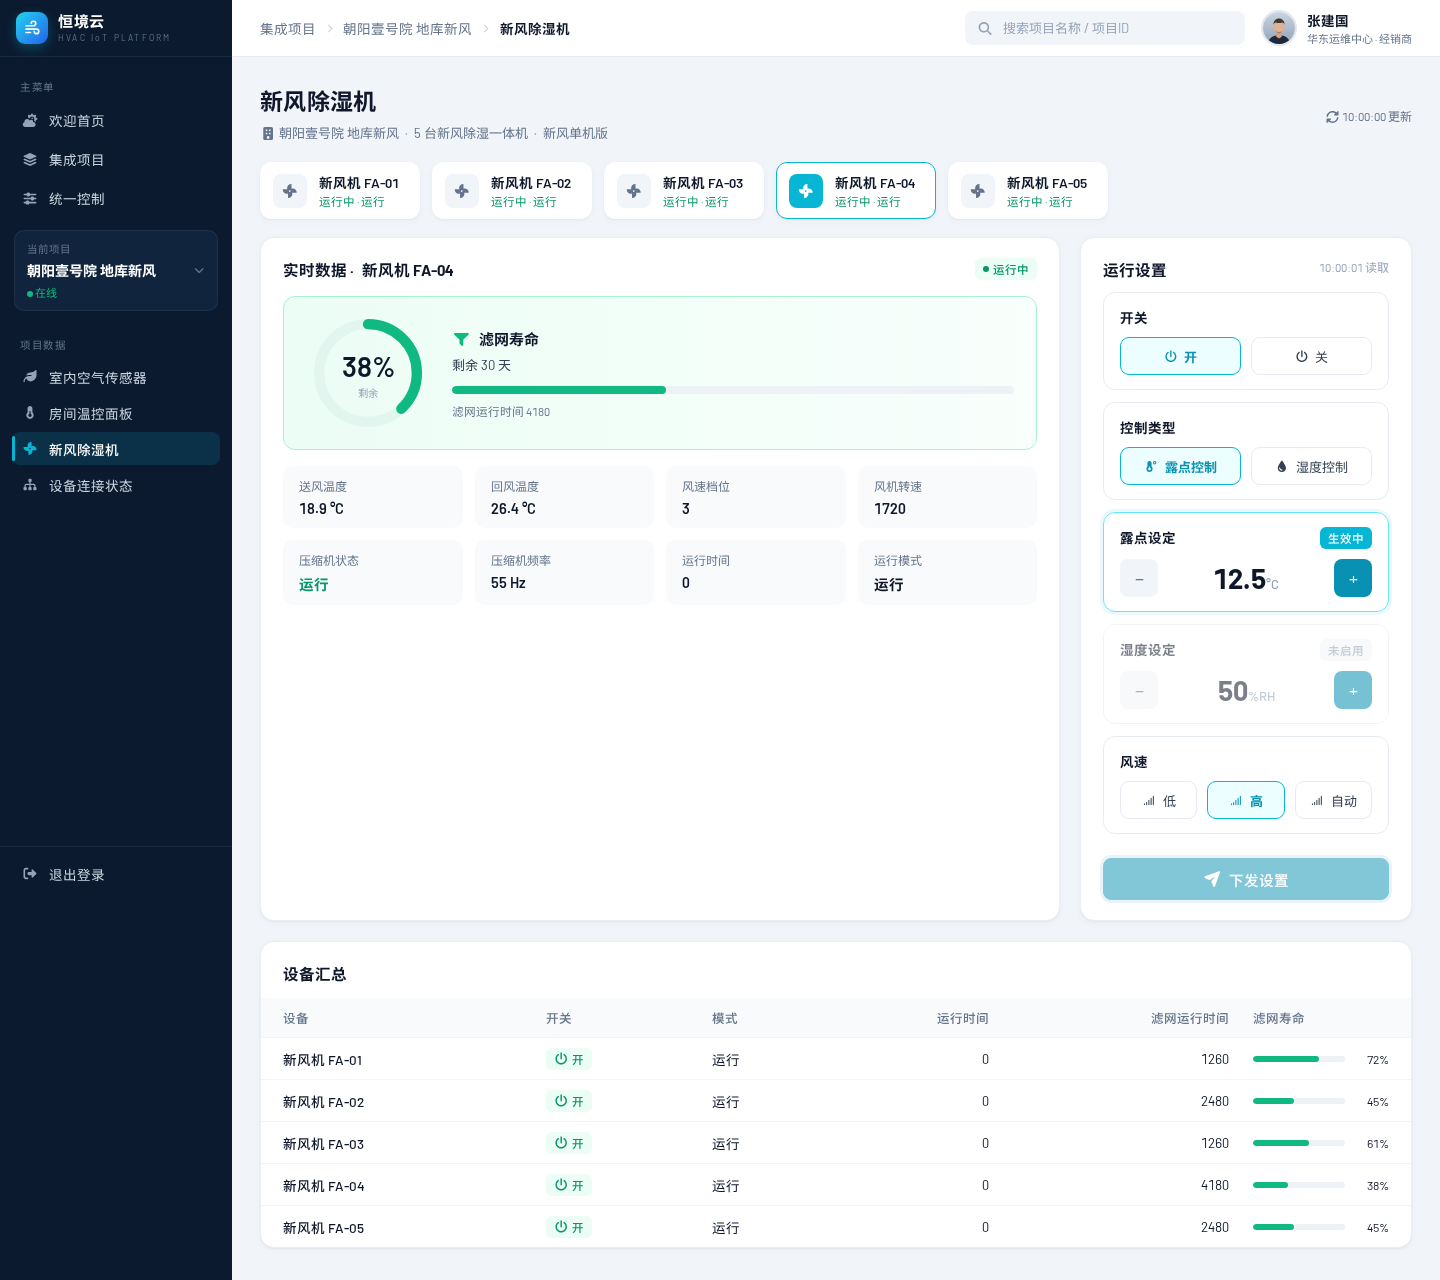 恒境云
HVAC IoT PLATFORM
主菜单
欢迎首页
集成项目
统一控制
当前项目
朝阳壹号院 地库新风
在线
项目数据
室内空气传感器
房间温控面板
新风除湿机
设备连接状态
退出登录
集成项目 朝阳壹号院 地库新风 新风除湿机
搜索项目名称 / 项目ID
张建国
华东运维中心 · 经销商
新风除湿机
朝阳壹号院 地库新风 · 5 台新风除湿一体机 · 新风单机版
10:00:00 更新
新风机 FA-01
运行中 · 运行
新风机 FA-02
运行中 · 运行
新风机 FA-03
运行中 · 运行
新风机 FA-04
运行中 · 运行
新风机 FA-05
运行中 · 运行
实时数据 · 新风机 FA-04
运行中
38%
剩余
滤网寿命
剩余 30 天
滤网运行时间 4180
送风温度
18.9 °C
回风温度
26.4 °C
风速档位
3
风机转速
1720
压缩机状态
运行
压缩机频率
55 Hz
运行时间
0
运行模式
运行
运行设置
10:00:01 读取
开关
开
关
控制类型
露点控制
湿度控制
露点设定
生效中
− 12.5°C +
湿度设定
未启用
− 50%RH +
风速
低
高
自动
下发设置
设备汇总
设备 开关 模式 运行时间 滤网运行时间 滤网寿命
新风机 FA-01 开 运行 0 1260 72%
新风机 FA-02 开 运行 0 2480 45%
新风机 FA-03 开 运行 0 1260 61%
新风机 FA-04 开 运行 0 4180 38%
新风机 FA-05 开 运行 0 2480 45%